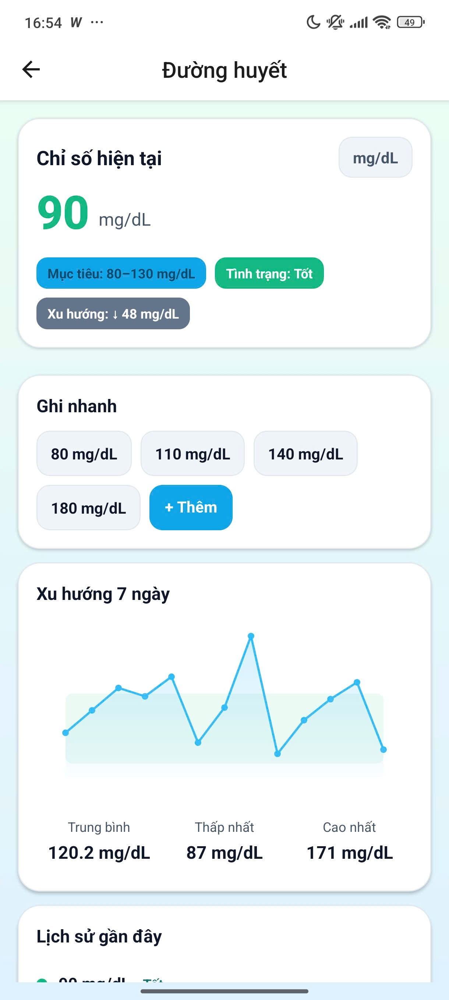 16:54 W ...
49
Đường huyết
Chỉ số hiện tại
mg/dL
90 mg/dL
Mục tiêu: 80–130 mg/dL
Tình trạng: Tốt
Xu hướng: ↓ 48 mg/dL
Ghi nhanh
80 mg/dL
110 mg/dL
140 mg/dL
180 mg/dL
+ Thêm
Xu hướng 7 ngày
Trung bình
Thấp nhất
Cao nhất
120.2 mg/dL
87 mg/dL
171 mg/dL
Lịch sử gần đây